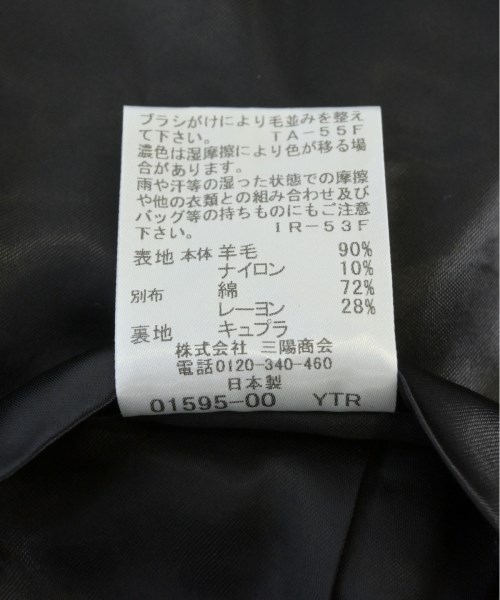 ブラシがけにより毛並みを整え
て下さい。 TA-55F
濃色は湿摩擦により色が移る場
合があります。
雨や汗等の湿った状態での摩擦
や他の衣類との組み合わせ及び
バッグ等の持ちものにもご注意
下さい。 IR-53F
表地 本体 羊毛 90%
ナイロン 10%
別布 綿 72%
レーヨン 28%
裏地 キュプラ
株式会社 三陽商会
電話0120-340-460
日本製
01595-00 YTR